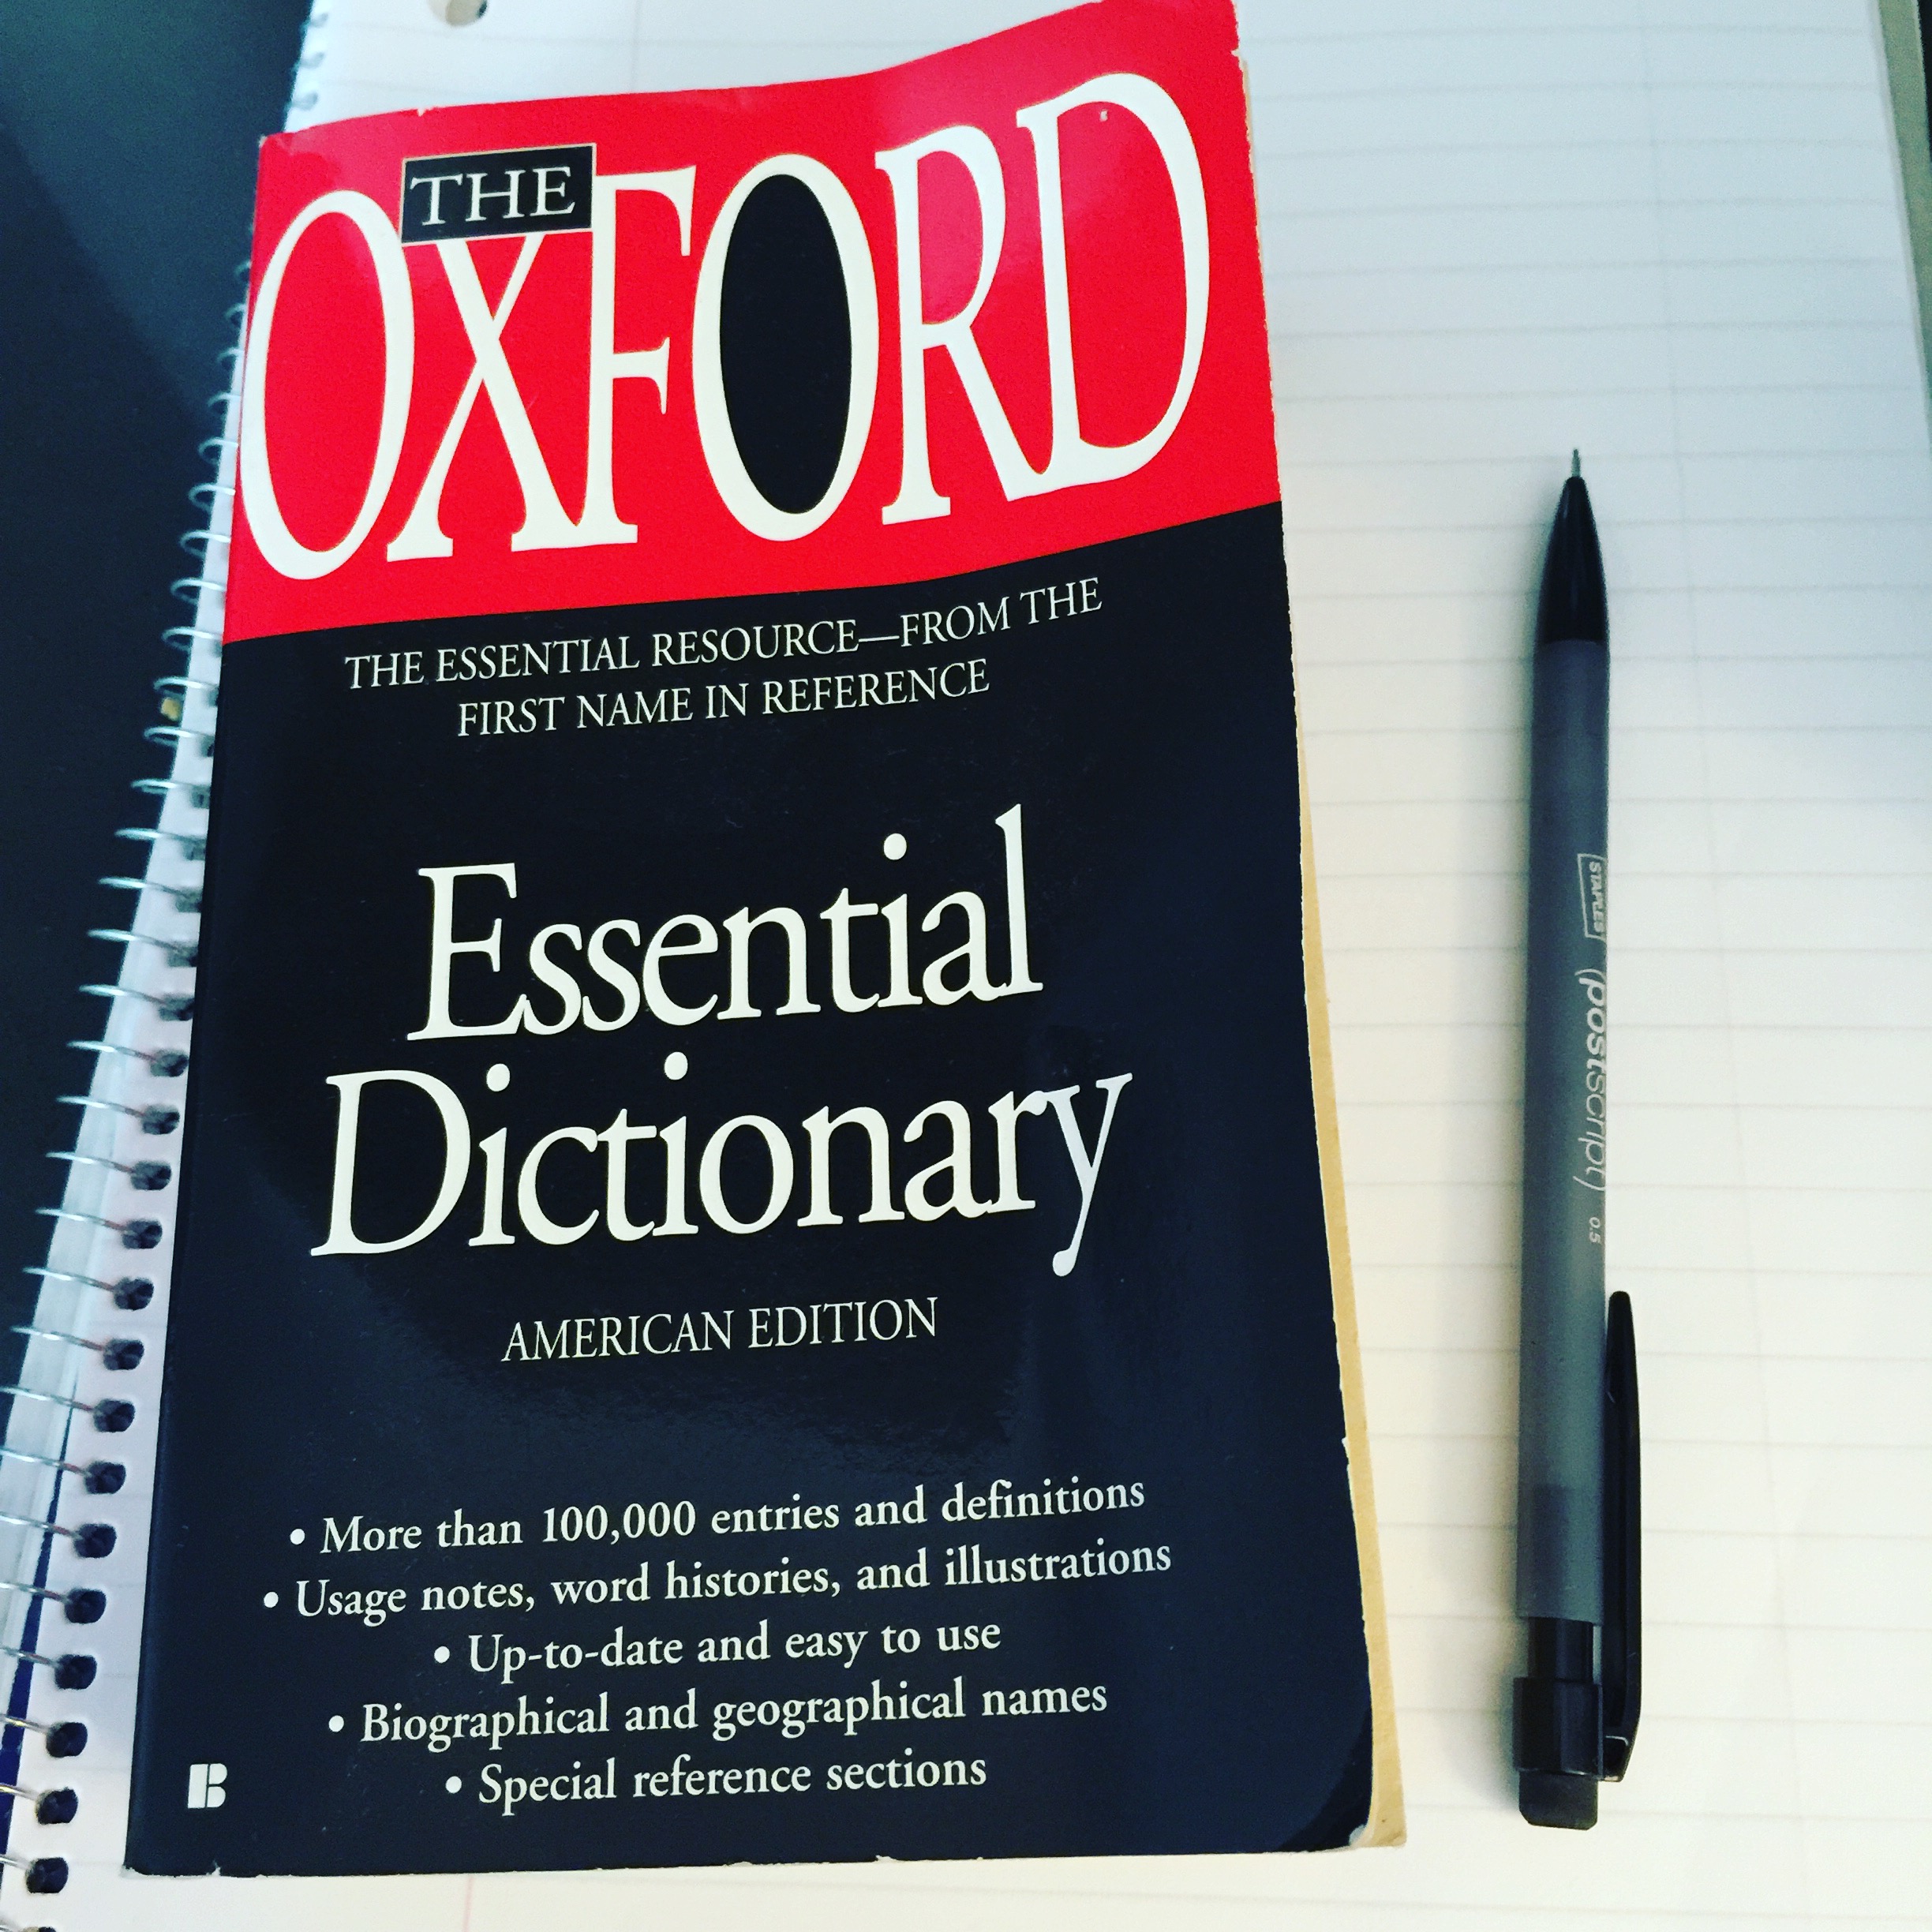 THE
OXFORD
THE ESSENTIAL RESOURCE—FROM THE
FIRST NAME IN REFERENCE
Essential
Dictionary
AMERICAN EDITION
• More than 100,000 entries and definitions
• Usage notes, word histories, and illustrations
• Up-to-date and easy to use
• Biographical and geographical names
• Special reference sections
B
STAPLES (postscript) 0.5